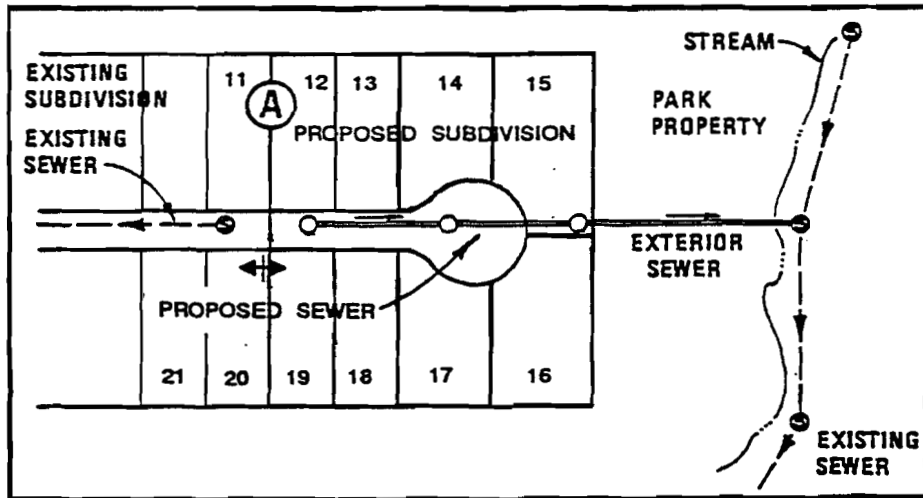 STREAM
EXISTING
SUBDIVISION
11
12
13
14
15
A
PARK
PROPERTY
PROPOSED SUBDIVISION
EXISTING
SEWER
EXTERIOR
SEWER
PROPOSED SEWER
21
20
19
18
17
16
EXISTING
SEWER